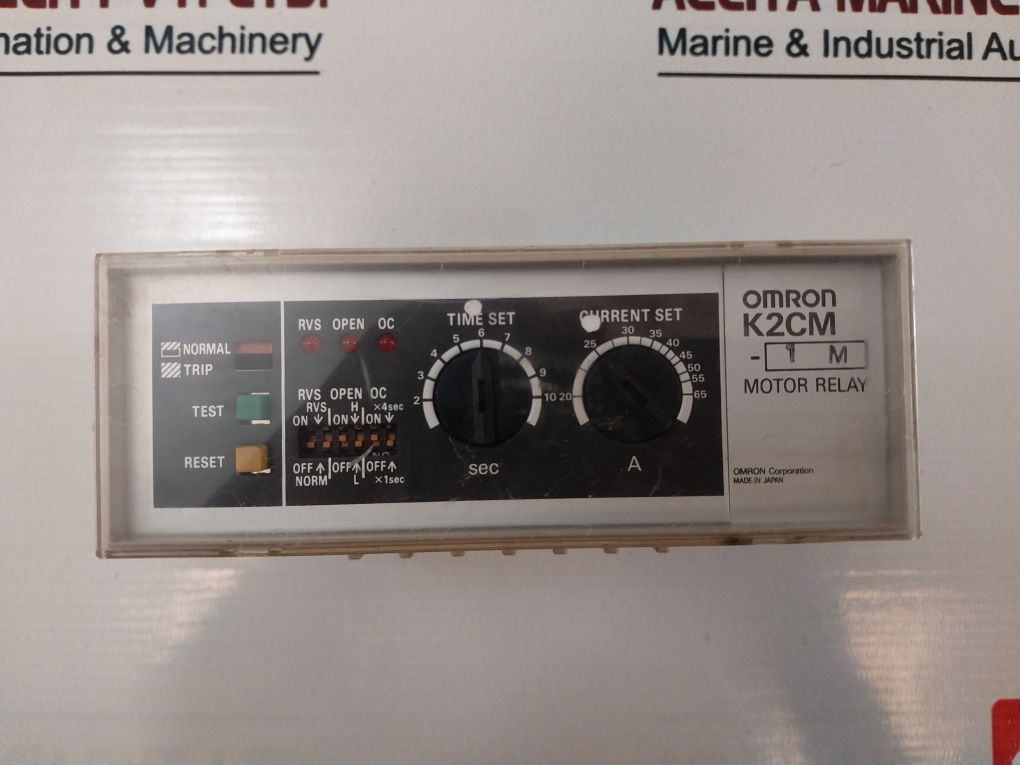 nation & Machinery
Marine & Industrial Au
NORMAL
TRIP
TEST
RESET
RVS OPEN OC
RVS OPEN OC
RVS H ×4sec
ON ON ON
OFF OFF OFF
NORM L ×1sec
TIME SET
2 3 4 5 6 7 8 9 10
sec
CURRENT SET
20 25 30 35 40 45 50 55 65
A
OMRON
K2CM
- 1 M
MOTOR RELAY
OMRON Corporation
MADE IN JAPAN